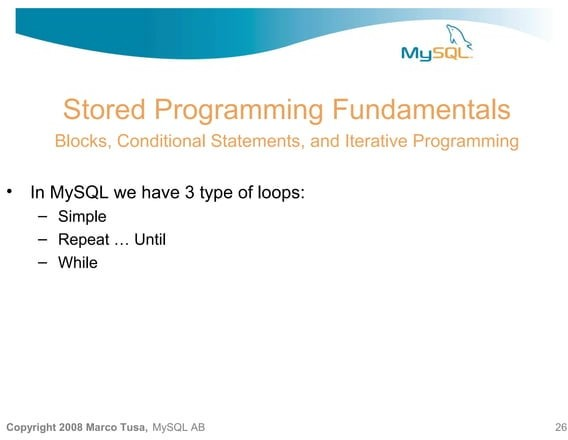 MySQL
Stored Programming Fundamentals
Blocks, Conditional Statements, and Iterative Programming
• In MySQL we have 3 type of loops:
– Simple
– Repeat … Until
– While
Copyright 2008 Marco Tusa, MySQL AB 26